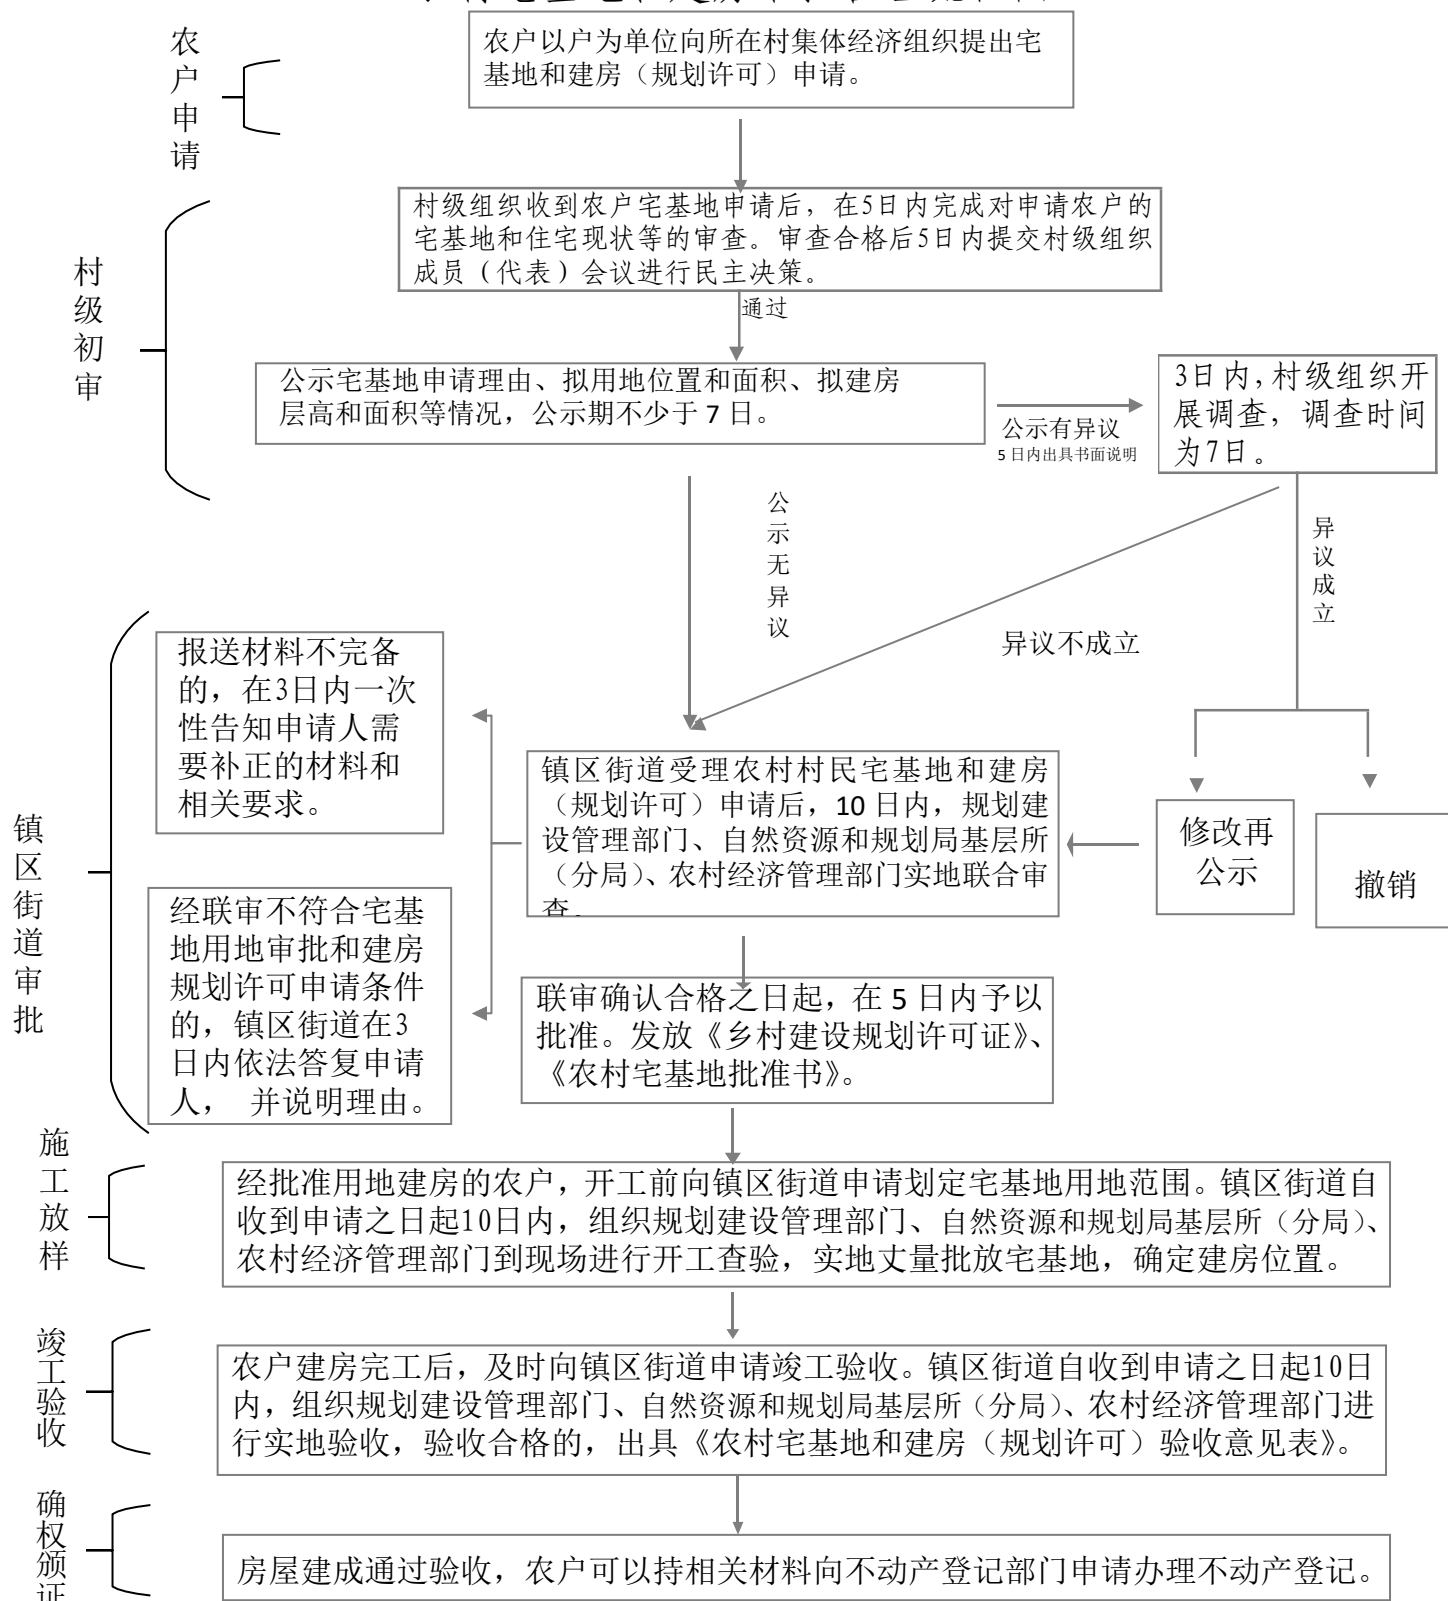 农户申请
农户以户为单位向所在村集体经济组织提出宅
基地和建房（规划许可）申请。
村级初审
村级组织收到农户宅基地申请后，在5日内完成对申请农户的
宅基地和住宅现状等的审查。审查合格后5日内提交村级组织
成员（代表）会议进行民主决策。
通过
公示宅基地申请理由、拟用地位置和面积、拟建房
层高和面积等情况，公示期不少于 7 日。
公示有异议
5 日内出具书面说明
3日内，村级组织开
展调查，调查时间
为7日。
公示无异议
异议不成立
异议成立
镇区街道审批
报送材料不完备
的，在3日内一次
性告知申请人需
要补正的材料和
相关要求。
镇区街道受理农村村民宅基地和建房
（规划许可）申请后，10 日内，规划建
设管理部门、自然资源和规划局基层所
（分局）、农村经济管理部门实地联合审
查。
修改再
公示
撤销
经联审不符合宅基
地用地审批和建房
规划许可申请条件
的，镇区街道在3
日内依法答复申请
人， 并说明理由。
联审确认合格之日起，在 5 日内予以
批准。发放《乡村建设规划许可证》、
《农村宅基地批准书》。
施工放样
经批准用地建房的农户，开工前向镇区街道申请划定宅基地用地范围。镇区街道自
收到申请之日起10日内，组织规划建设管理部门、自然资源和规划局基层所（分局）、
农村经济管理部门到现场进行开工查验，实地丈量批放宅基地，确定建房位置。
竣工验收
农户建房完工后，及时向镇区街道申请竣工验收。镇区街道自收到申请之日起10日
内，组织规划建设管理部门、自然资源和规划局基层所（分局）、农村经济管理部门进
行实地验收，验收合格的，出具《农村宅基地和建房（规划许可）验收意见表》。
确权颁证
房屋建成通过验收，农户可以持相关材料向不动产登记部门申请办理不动产登记。